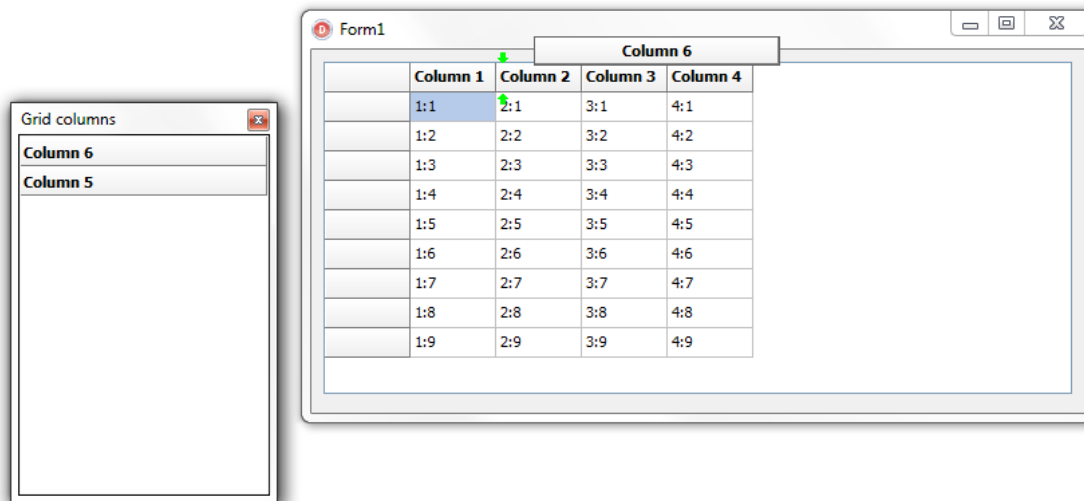 Form1
Column 6
Column 1 Column 2 Column 3 Column 4
1:1 2:1 3:1 4:1
1:2 2:2 3:2 4:2
1:3 2:3 3:3 4:3
1:4 2:4 3:4 4:4
1:5 2:5 3:5 4:5
1:6 2:6 3:6 4:6
1:7 2:7 3:7 4:7
1:8 2:8 3:8 4:8
1:9 2:9 3:9 4:9
Grid columns
Column 6
Column 5